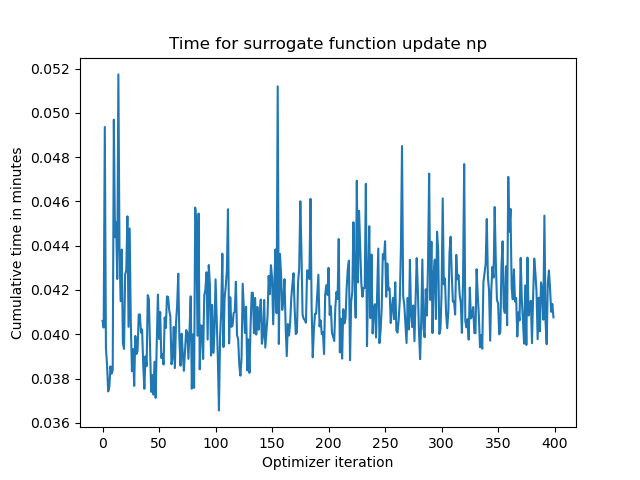 Time for surrogate function update np
Cumulative time in minutes
0.052
0.050
0.048
0.046
0.044
0.042
0.040
0.038
0.036
0 50 100 150 200 250 300 350 400
Optimizer iteration